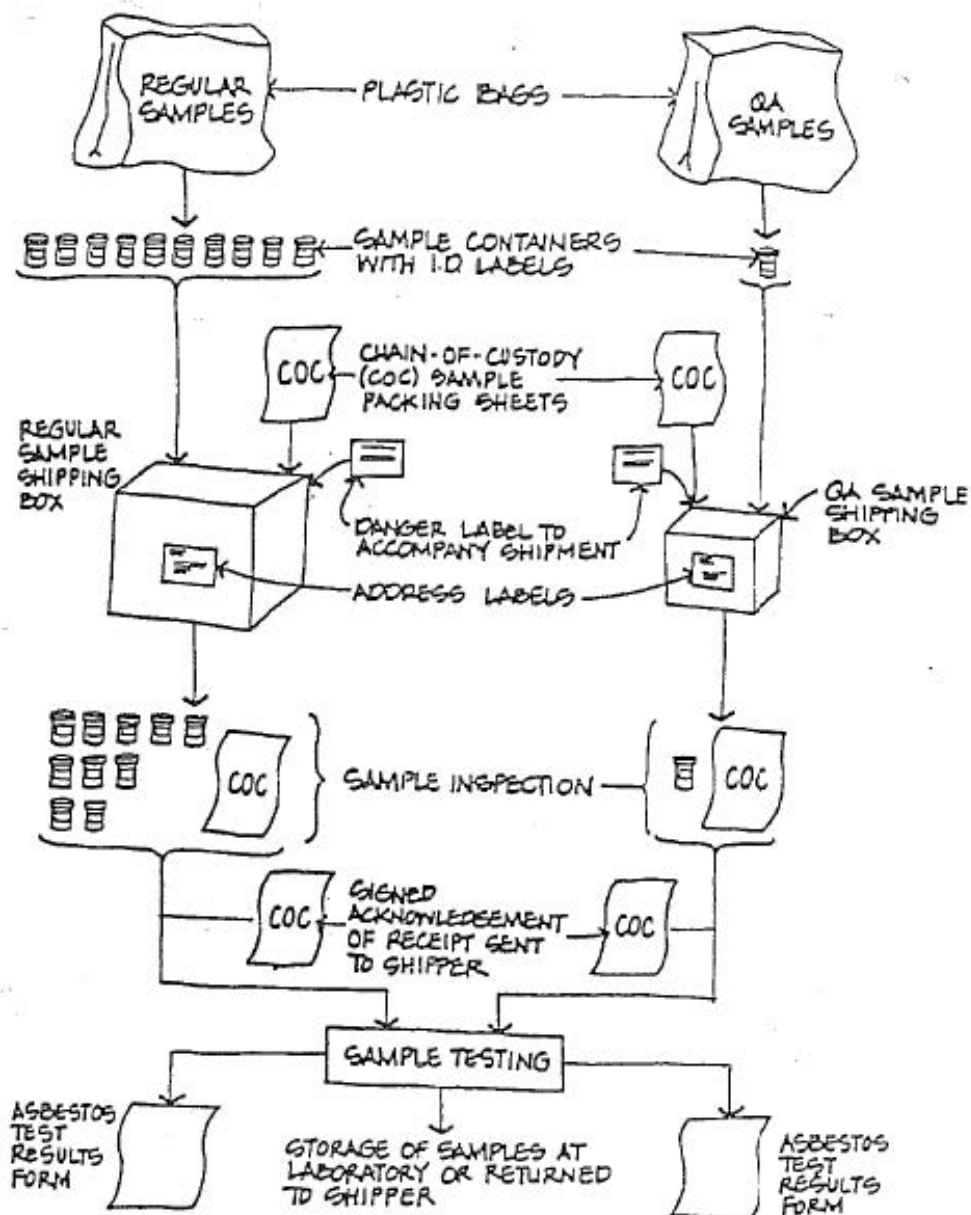 REGULAR
SAMPLES
PLASTIC BAGS
QA
SAMPLES
SAMPLE CONTAINERS
WITH I.D. LABELS
COC
CHAIN-OF-CUSTODY
(COC) SAMPLE
PACKING SHEETS
COC
REGULAR
SAMPLE
SHIPPING
BOX
DANGER LABEL TO
ACCOMPANY SHIPMENT
QA SAMPLE
SHIPPING
BOX
ADDRESS LABELS
COC
SAMPLE INSPECTION
COC
COC
SIGNED
ACKNOWLEDGEMENT
OF RECEIPT SENT
TO SHIPPER
COC
SAMPLE TESTING
ASBESTOS
TEST
RESULTS
FORM
STORAGE OF SAMPLES AT
LABORATORY OR RETURNED
TO SHIPPER
ASBESTOS
TEST
RESULTS
FORM